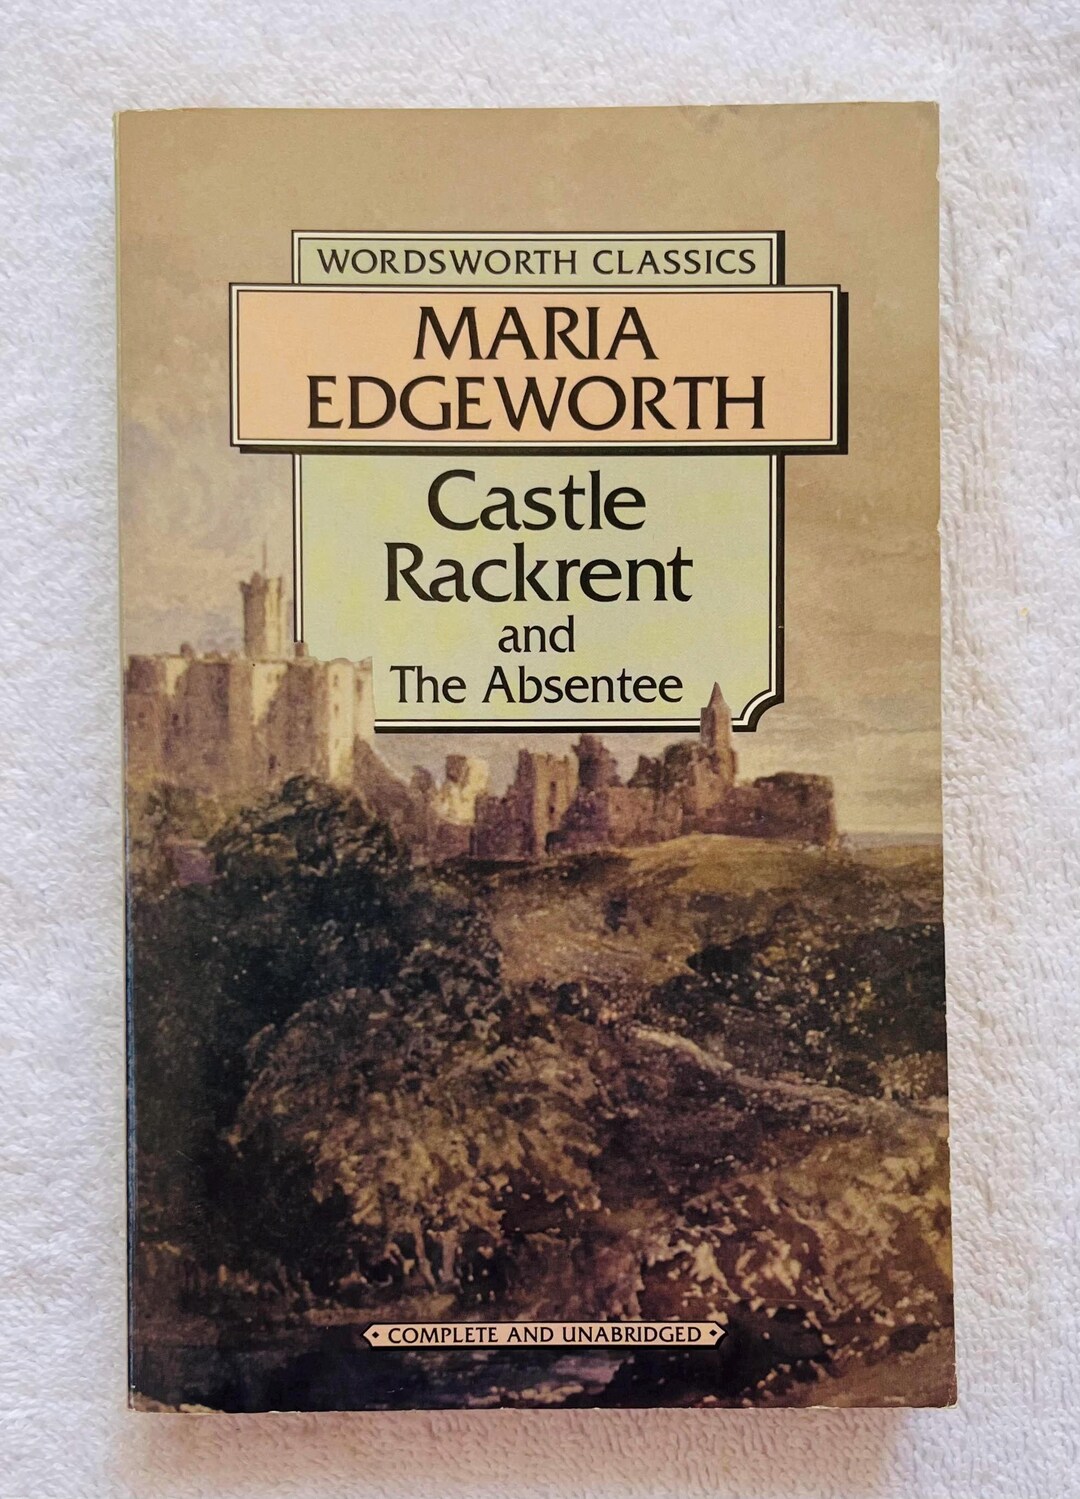 WORDSWORTH CLASSICS
MARIA
EDGEWORTH
Castle
Rackrent
and
The Absentee
COMPLETE AND UNABRIDGED